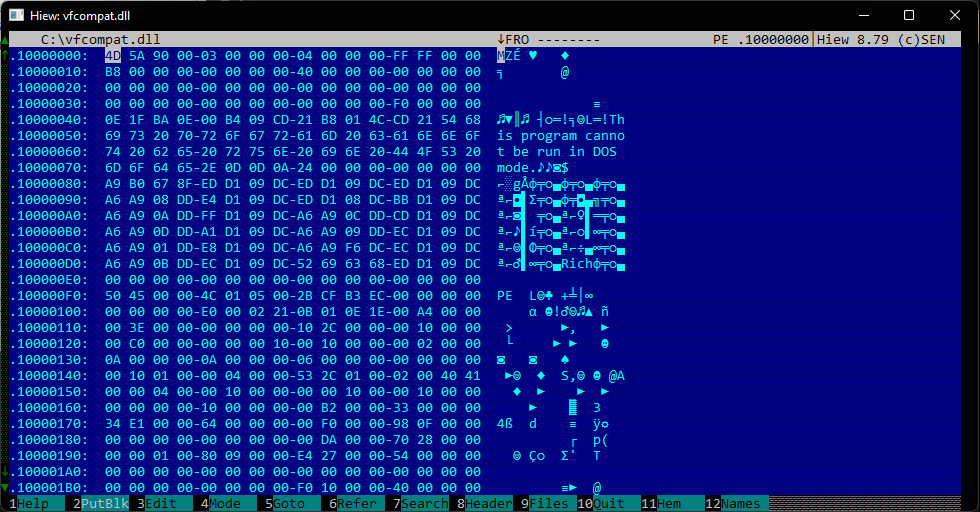 Hiew: vfcompat.dll
C:\vfcompat.dll ↓FRO -------- PE .10000000|Hiew 8.79 (c)SEN
.10000000: 4D 5A 90 00-03 00 00 00-04 00 00 00-FF FF 00 00 MZÉ ♥ ♦
.10000010: B8 00 00 00-00 00 00 00-40 00 00 00-00 00 00 00 ╕ @
.10000020: 00 00 00 00-00 00 00 00-00 00 00 00-00 00 00 00
.10000030: 00 00 00 00-00 00 00 00-00 00 00 00-F0 00 00 00 ≡
.10000040: 0E 1F BA 0E-00 B4 09 CD-21 B8 01 4C-CD 21 54 68 ♫▼║♫ ┤○═!╕☺L═!Th
.10000050: 69 73 20 70-72 6F 67 72-61 6D 20 63-61 6E 6E 6F is program canno
.10000060: 74 20 62 65-20 72 75 6E-20 69 6E 20-44 4F 53 20 t be run in DOS
.10000070: 6D 6F 64 65-2E 0D 0D 0A-24 00 00 00-00 00 00 00 mode.♪♪◙$
.10000080: A9 B0 67 8F-ED D1 09 DC-ED D1 09 DC-ED D1 09 DC ⌐░gÅφ╤○▄φ╤○▄φ╤○▄
.10000090: A6 A9 08 DD-E4 D1 09 DC-ED D1 08 DC-BB D1 09 DC ª⌐◘▌Σ╤○▄φ╤◘▄╗╤○▄
.100000A0: A6 A9 0A DD-FF D1 09 DC-A6 A9 0C DD-CD D1 09 DC ª⌐◙▌ ╤○▄ª⌐♀▌═╤○▄
.100000B0: A6 A9 0D DD-A1 D1 09 DC-A6 A9 09 DD-EC D1 09 DC ª⌐♪▌í╤○▄ª⌐○▌∞╤○▄
.100000C0: A6 A9 01 DD-E8 D1 09 DC-A6 A9 F6 DC-EC D1 09 DC ª⌐☺▌Φ╤○▄ª⌐÷▄∞╤○▄
.100000D0: A6 A9 0B DD-EC D1 09 DC-52 69 63 68-ED D1 09 DC ª⌐♂▌∞╤○▄Richφ╤○▄
.100000E0: 00 00 00 00-00 00 00 00-00 00 00 00-00 00 00 00
.100000F0: 50 45 00 00-4C 01 05 00-2B CF B3 EC-00 00 00 00 PE L☺♣ +╧│∞
.10000100: 00 00 00 00-E0 00 02 21-0B 01 0E 1E-00 A4 00 00 α ☻!♂☺♫▲ ñ
.10000110: 00 3E 00 00-00 00 00 00-10 2C 00 00-00 10 00 00 > ►, ►
.10000120: 00 C0 00 00-00 00 00 10-00 10 00 00-00 02 00 00 └ ► ► ☻
.10000130: 0A 00 00 00-0A 00 00 00-06 00 00 00-00 00 00 00 ◙ ◙ ♠
.10000140: 00 10 01 00-00 04 00 00-53 2C 01 00-02 00 40 41 ►☺ ♦ S,☺ ☻ @A
.10000150: 00 00 04 00-00 10 00 00-00 00 10 00-00 10 00 00 ♦ ► ► ►
.10000160: 00 00 00 00-10 00 00 00-00 B2 00 00-33 00 00 00 ► ▓ 3
.10000170: 34 E1 00 00-64 00 00 00-00 F0 00 00-98 0F 00 00 4ß d ≡ ÿ☼
.10000180: 00 00 00 00-00 00 00 00-00 DA 00 00-70 28 00 00 ┌ p(
.10000190: 00 00 01 00-80 09 00 00-E4 27 00 00-54 00 00 00 ☺ Ç○ Σ' T
.100001A0: 00 00 00 00-00 00 00 00-00 00 00 00-00 00 00 00
.100001B0: 00 00 00 00-00 00 00 00-F0 10 00 00-40 00 00 00 ≡► @
1Help 2PutBlk 3Edit 4Mode 5Goto 6Refer 7Search 8Header 9Files 10Quit 11Hem 12Names